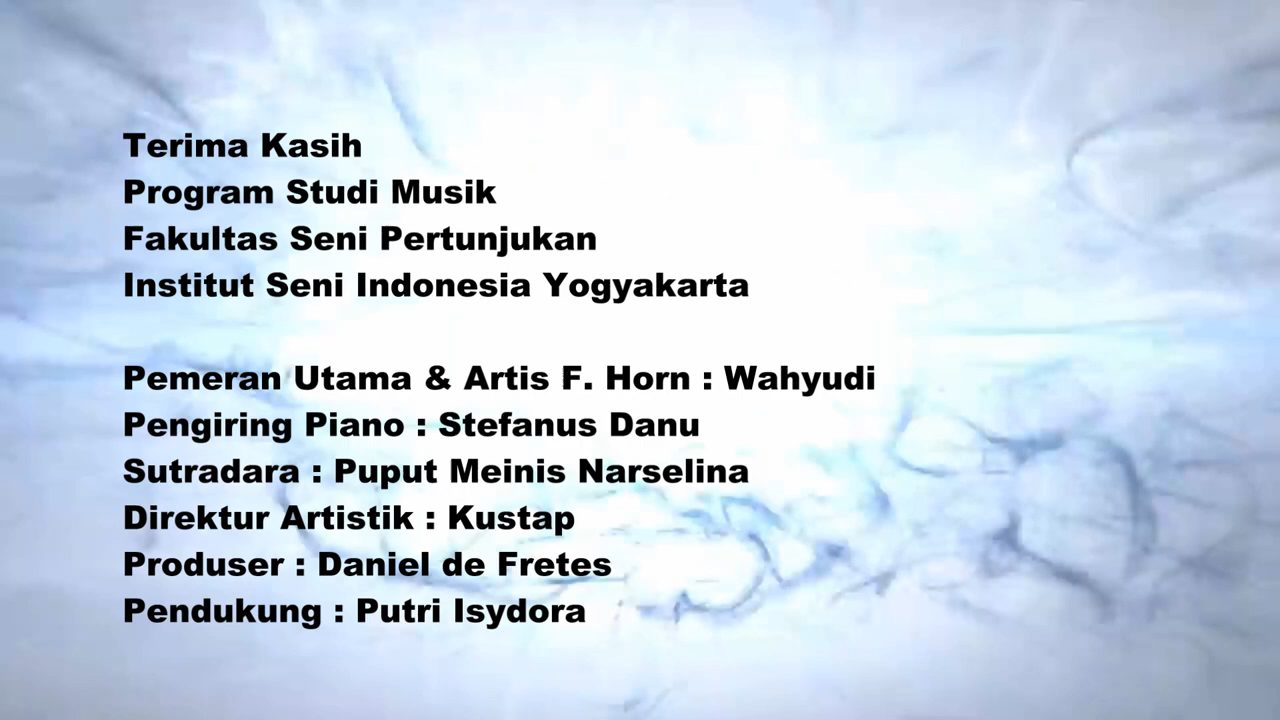 Terima Kasih
Program Studi Musik
Fakultas Seni Pertunjukan
Institut Seni Indonesia Yogyakarta
Pemeran Utama & Artis F. Horn : Wahyudi
Pengiring Piano : Stefanus Danu
Sutradara : Puput Meinis Narselina
Direktur Artistik : Kustap
Produser : Daniel de Fretes
Pendukung : Putri Isydora